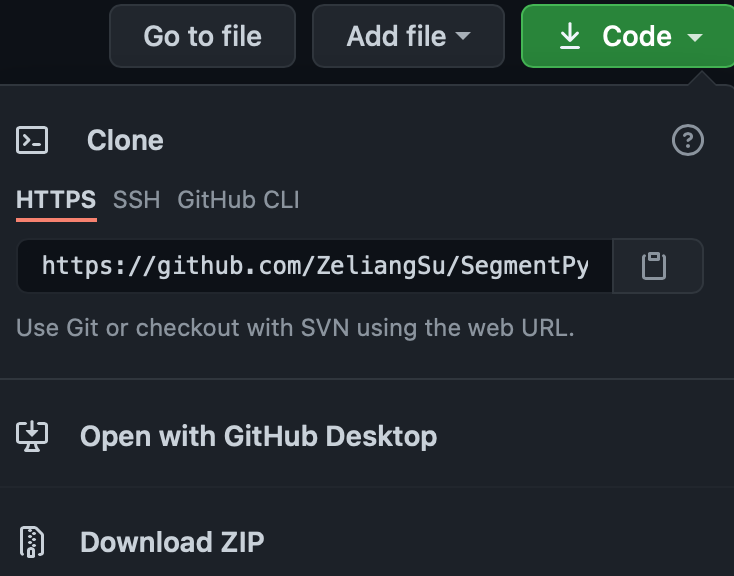 Go to file Add file Code
Clone
HTTPS SSH GitHub CLI
https://github.com/ZeliangSu/SegmentPy
Use Git or checkout with SVN using the web URL.
Open with GitHub Desktop
Download ZIP